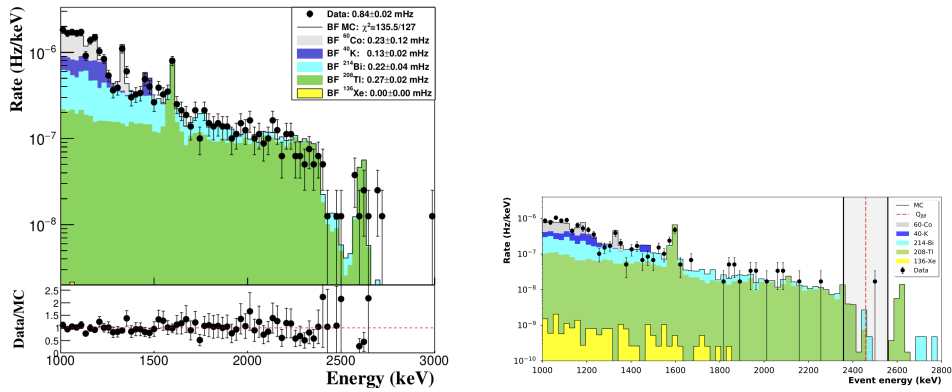 Data: 0.84±0.02 mHz
BF MC: χ²=135.5/127
BF ⁶⁰Co: 0.23±0.12 mHz
BF ⁴⁰K: 0.13±0.02 mHz
BF ²¹⁴Bi: 0.22±0.04 mHz
BF ²⁰⁸Tl: 0.27±0.02 mHz
BF ¹³⁶Xe: 0.00±0.00 mHz
Rate (Hz/keV)
10⁻⁶
10⁻⁷
10⁻⁸
Data/MC
2.5
2
1.5
1
0.5
1000 1500 2000 2500 3000
Energy (keV)
MC
Qββ
60-Co
40-K
214-Bi
208-Tl
136-Xe
Data
Rate (Hz/keV)
10⁻⁵
10⁻⁶
10⁻⁷
10⁻⁸
10⁻⁹
10⁻¹⁰
1000 1200 1400 1600 1800 2000 2200 2400 2600 2800
Event energy (keV)